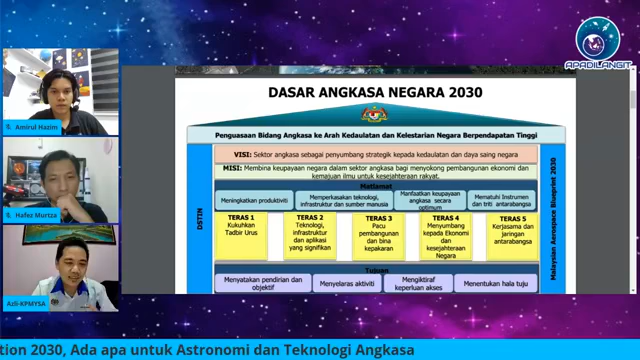 APADILANGIT
Amirul Hazim
Hafez Murtza
Azli-KPMYSA
DASAR ANGKASA NEGARA 2030
Penguasaan Bidang Angkasa ke Arah Kedaulatan dan Kelestarian Negara Berpendapatan Tinggi
VISI: Sektor angkasa sebagai penyumbang strategik kepada kedaulatan dan daya saing negara
MISI: Membina keupayaan negara dalam sektor angkasa bagi menyokong pembangunan ekonomi dan
kemajuan ilmu untuk kesejahteraan rakyat.
Matlamat
Meningkatkan produktiviti
Memperkasakan teknologi,
infrastruktur dan sumber manusia
Manfaatkan keupayaan
angkasa secara
optimum
Mematuhi Instrumen
dan triti antarabangsa
DSTIN
TERAS 1
Kukuhkan
Tadbir Urus
TERAS 2
Teknologi,
infrastruktur
dan aplikasi
yang signifikan
TERAS 3
Pacu
pembangunan
dan bina
kepakaran
TERAS 4
Menyumbang
kepada Ekonomi
dan
kesejahteraan
Negara
TERAS 5
Kerjasama dan
jaringan
antarabangsa
Malaysian Aerospace Blueprint 2030
Tujuan
Menyatakan pendirian dan
objektif
Menyelaras aktiviti
Mengiktiraf
keperluan akses
Menentukan hala tuju
tion 2030, Ada apa untuk Astronomi dan Teknologi Angkasa